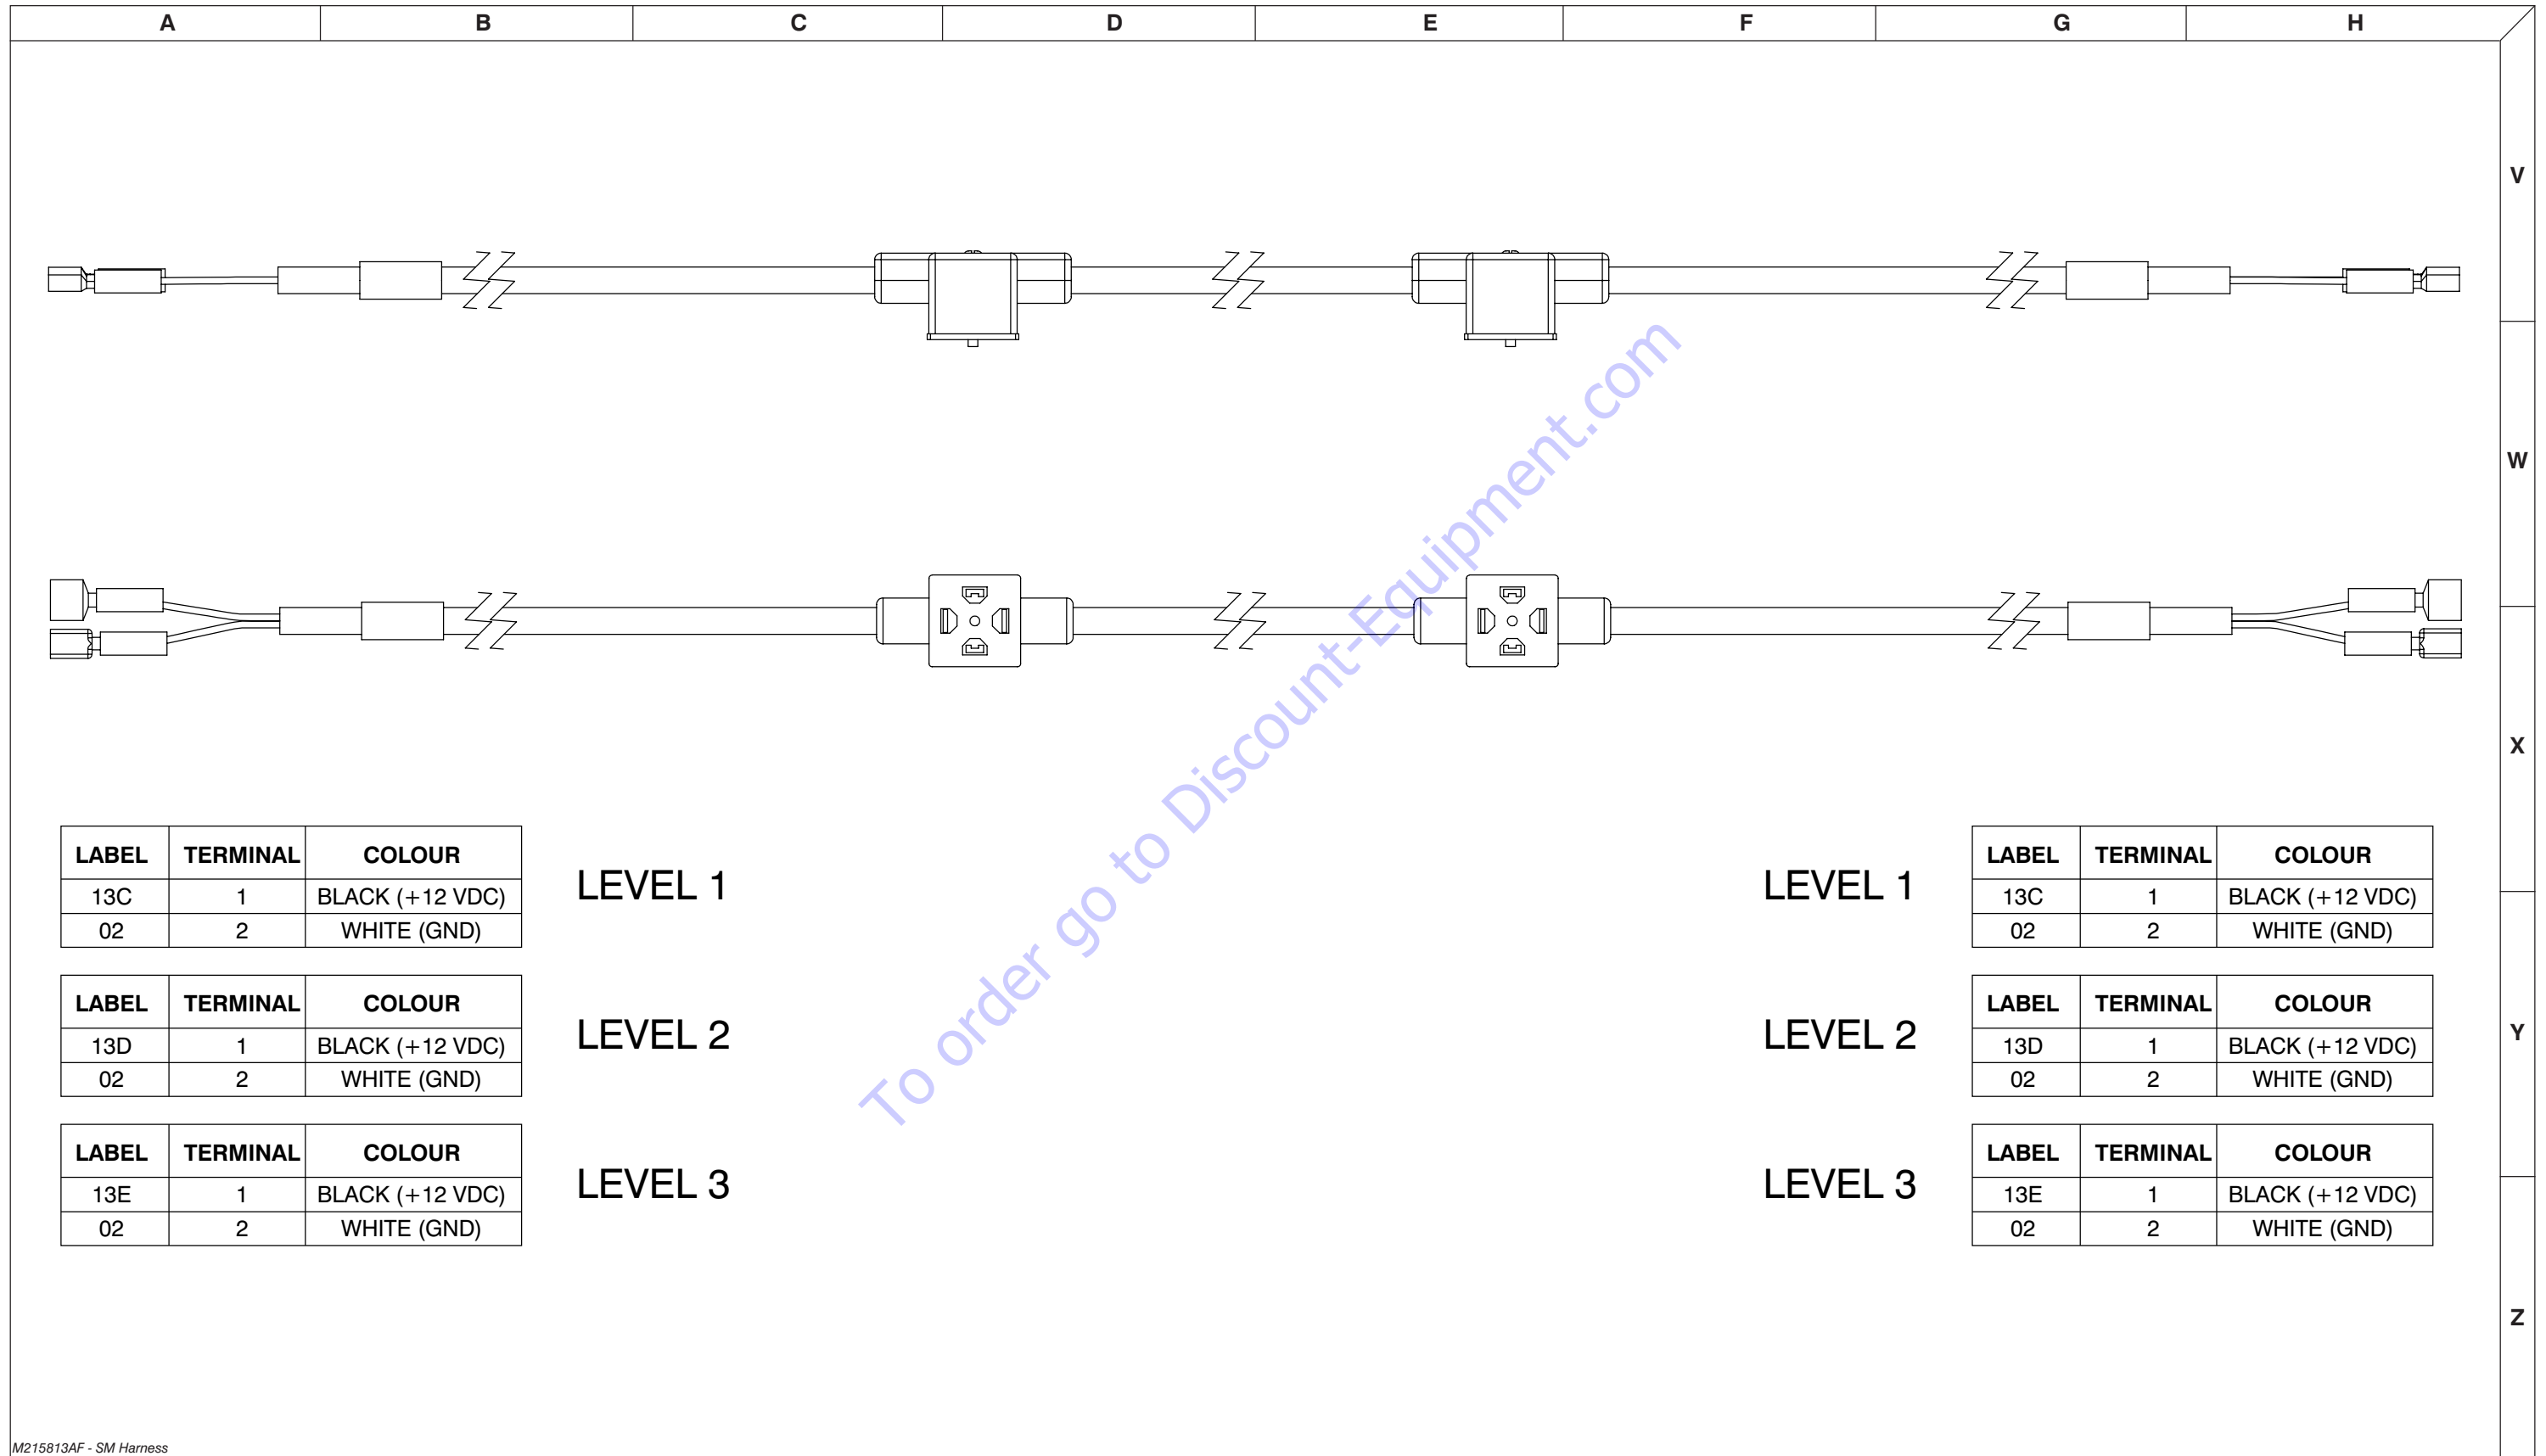 A B C D E F G H
V
W
X
Y
Z
LABEL TERMINAL COLOUR
13C 1 BLACK (+12 VDC)
02 2 WHITE (GND)
LEVEL 1
LABEL TERMINAL COLOUR
13D 1 BLACK (+12 VDC)
02 2 WHITE (GND)
LEVEL 2
LABEL TERMINAL COLOUR
13E 1 BLACK (+12 VDC)
02 2 WHITE (GND)
LEVEL 3
LEVEL 1
LABEL TERMINAL COLOUR
13C 1 BLACK (+12 VDC)
02 2 WHITE (GND)
LEVEL 2
LABEL TERMINAL COLOUR
13D 1 BLACK (+12 VDC)
02 2 WHITE (GND)
LEVEL 3
LABEL TERMINAL COLOUR
13E 1 BLACK (+12 VDC)
02 2 WHITE (GND)
To order go to Discount-Equipment.com
M215813AF - SM Harness